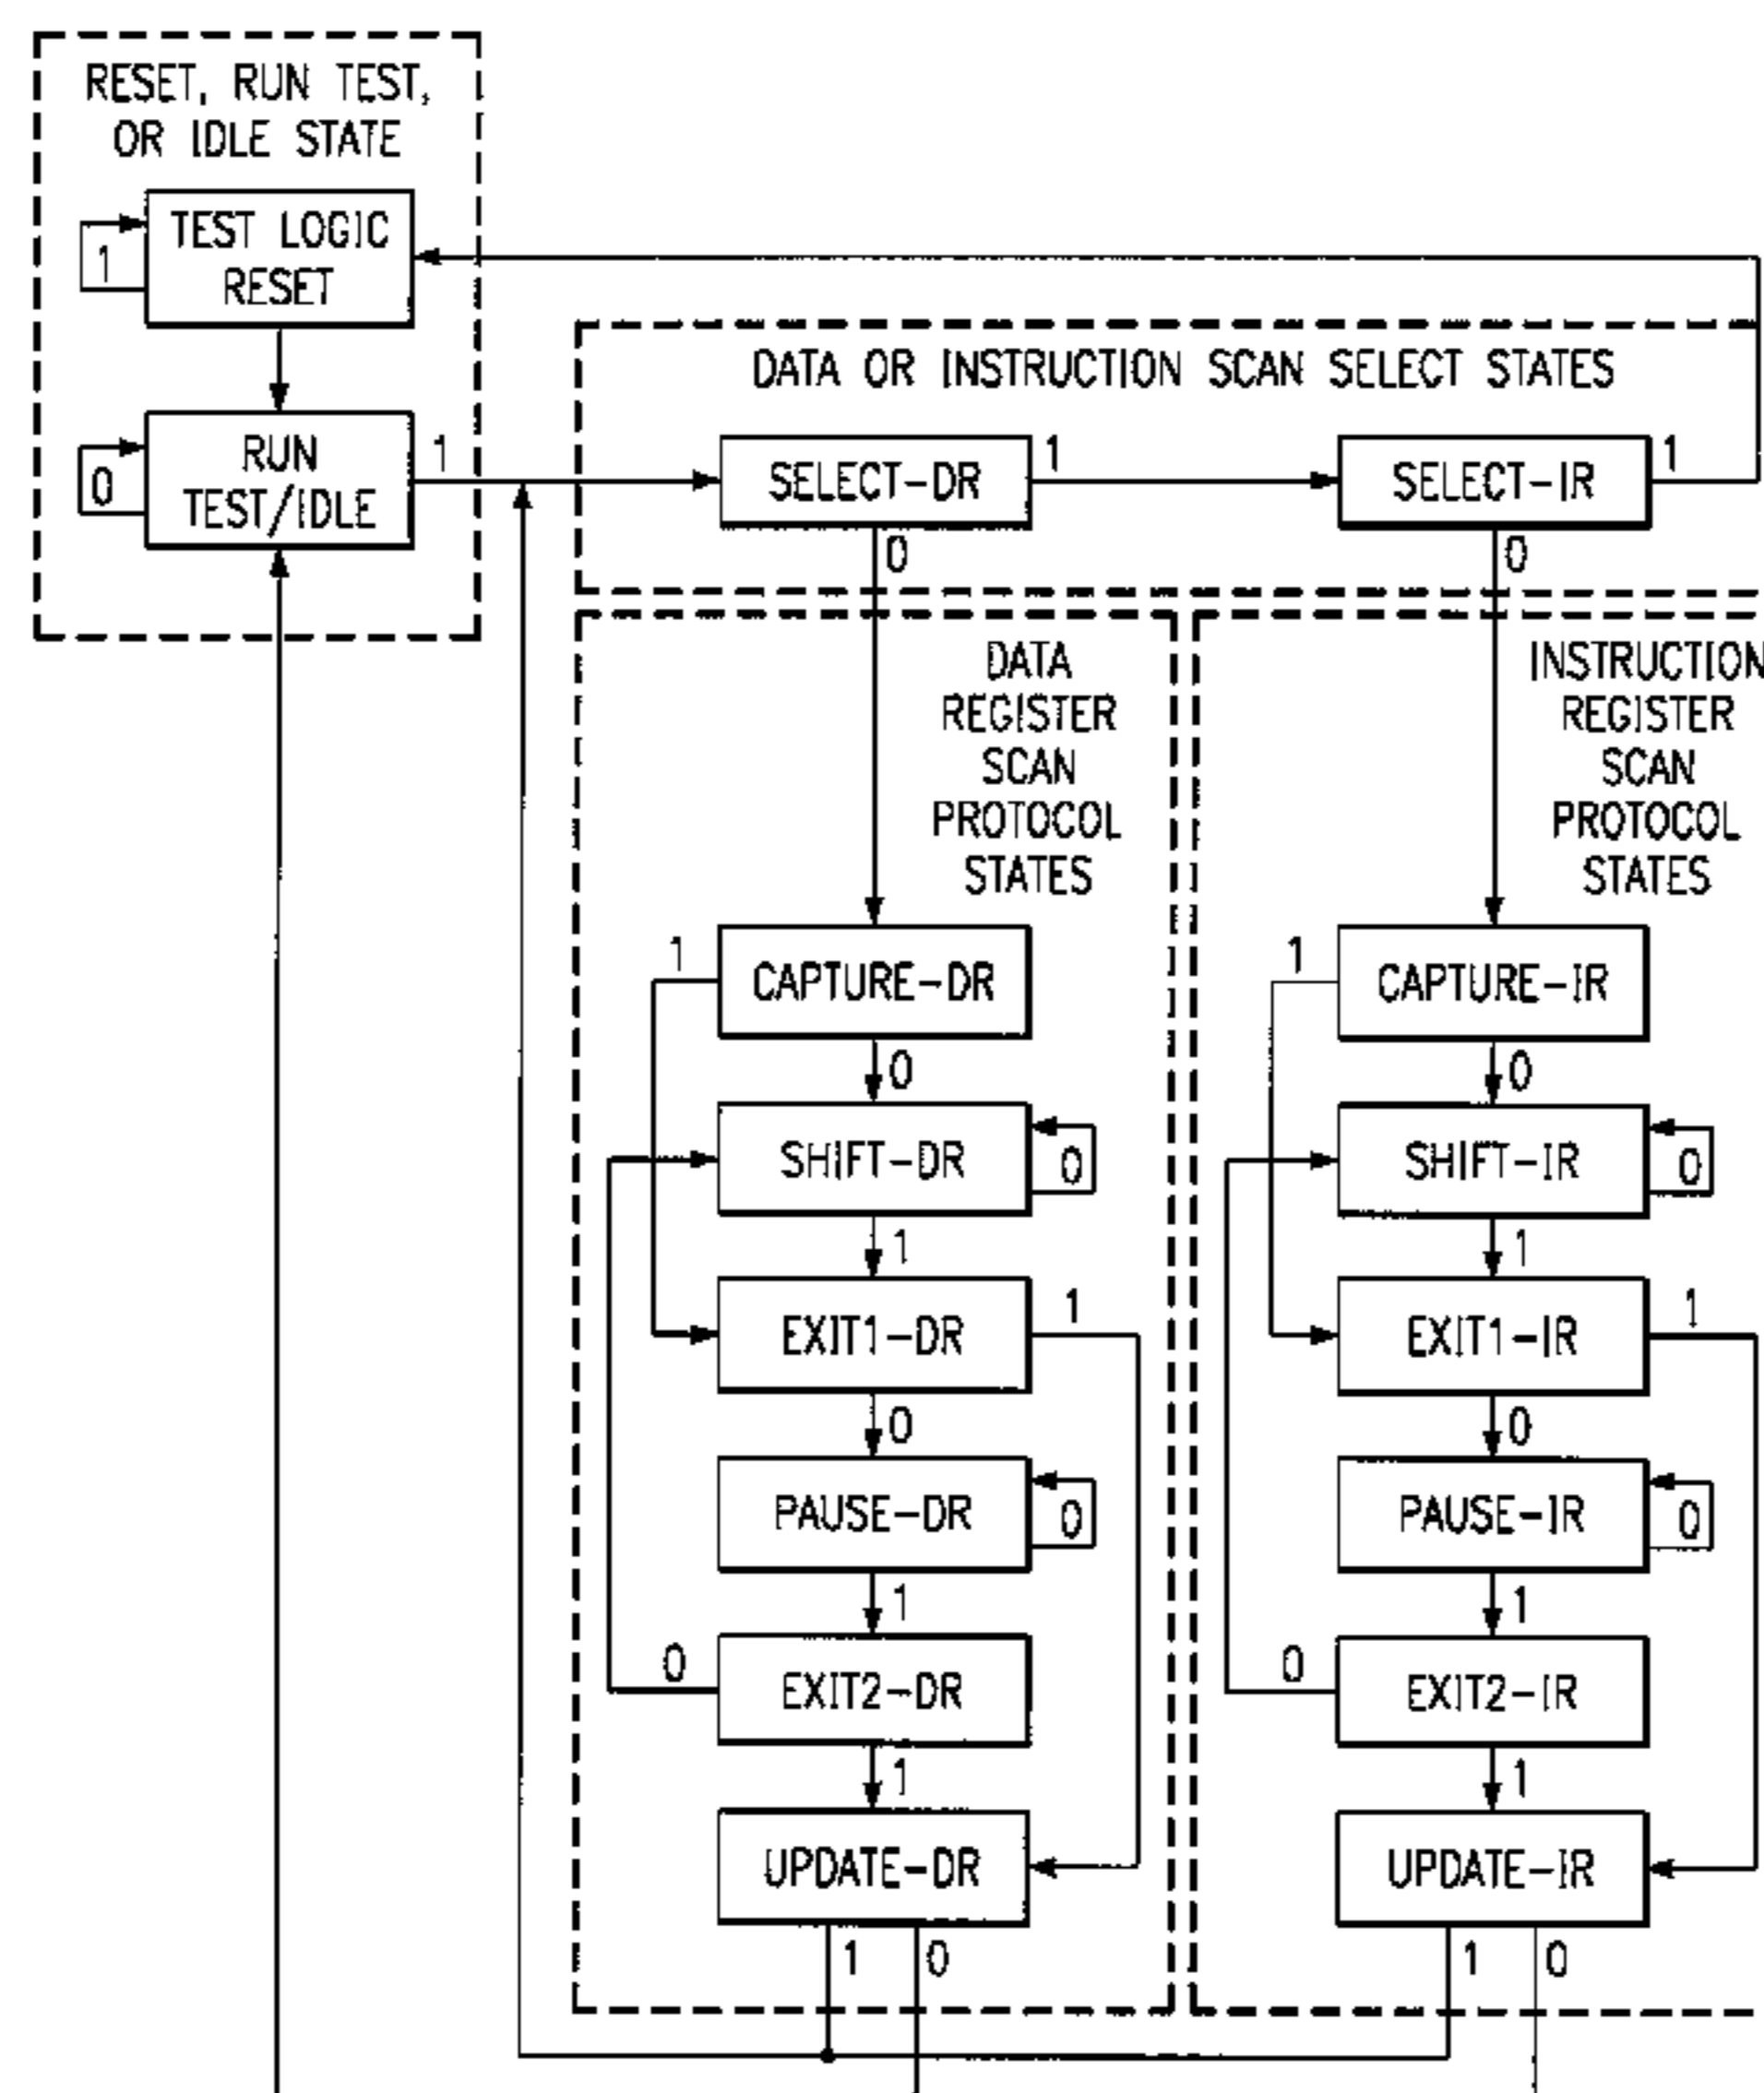 RESET, RUN TEST,
OR IDLE STATE
TEST LOGIC
RESET
1
RUN
TEST/IDLE
0
1
DATA OR INSTRUCTION SCAN SELECT STATES
SELECT-DR
1
0
SELECT-IR
1
0
DATA
REGISTER
SCAN
PROTOCOL
STATES
1
CAPTURE-DR
0
SHIFT-DR
0
1
EXIT1-DR
1
0
PAUSE-DR
0
1
0
EXIT2-DR
1
UPDATE-DR
1
0
INSTRUCTION
REGISTER
SCAN
PROTOCOL
STATES
1
CAPTURE-IR
0
SHIFT-IR
0
1
EXIT1-IR
1
0
PAUSE-IR
0
1
0
EXIT2-IR
1
UPDATE-IR
1
0